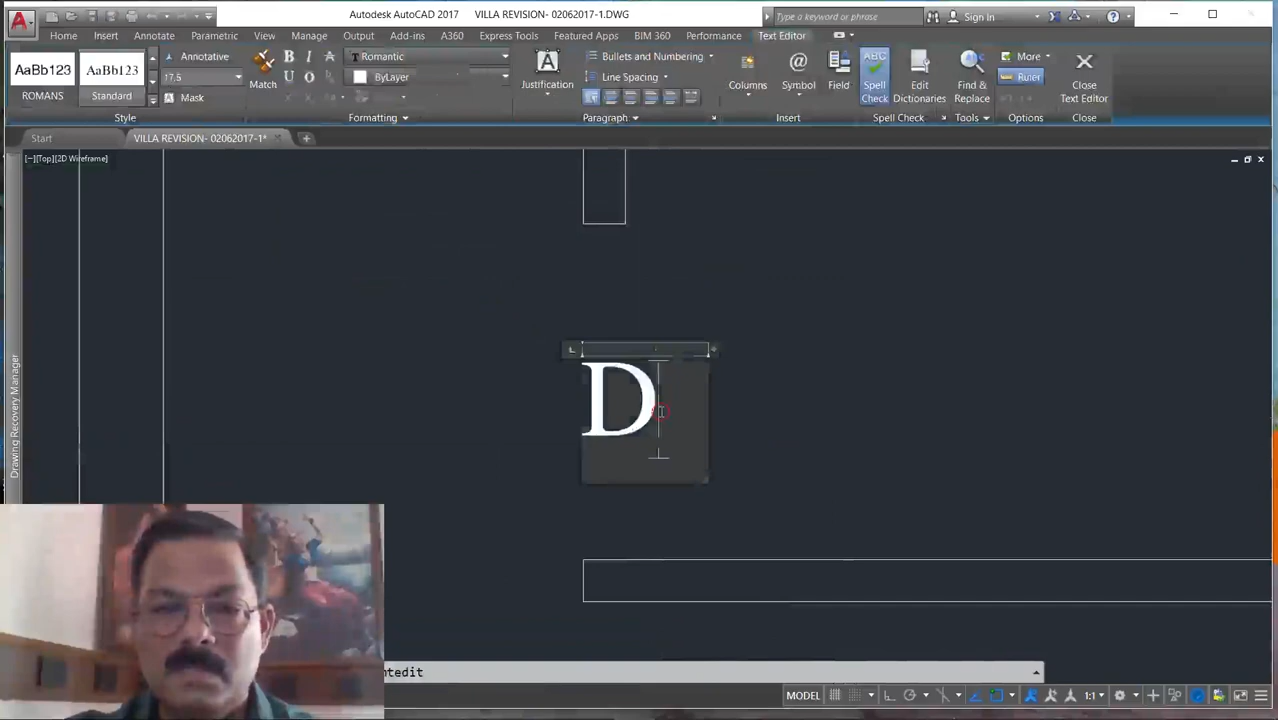 Autodesk AutoCAD 2017 VILLA REVISION- 02062017-1.DWG
Type a keyword or phrase
Sign In
Home Insert Annotate Parametric View Manage Output Add-ins A360 Express Tools Featured Apps BIM 360 Performance Text Editor
AaBb123
ROMANS
AaBb123
Standard
Annotative
17.5
Mask
Style
Match
B I A
U O
Romantic
ByLayer
Formatting
A
Justification
Bullets and Numbering
Line Spacing
Paragraph
Columns
@
Symbol
Field
Insert
ABC
Spell
Check
Edit
Dictionaries
Spell Check
Find &
Replace
Tools
More
Ruler
Options
Close
Text Editor
Close
Start
VILLA REVISION- 02062017-1*
[−][Top][2D Wireframe]
Drawing Recovery Manager
D
MODEL
1:1